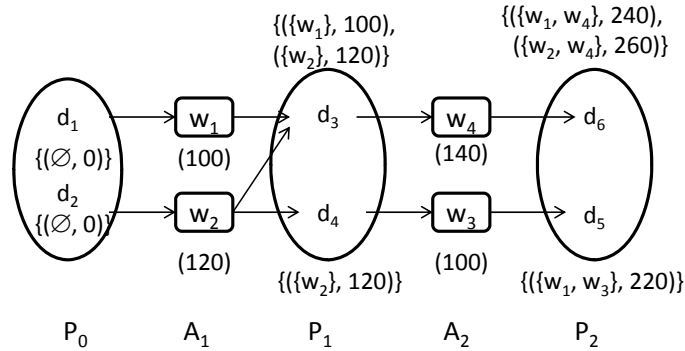 {({w₁}, 100),
({w₂}, 120)}
{({w₁, w₄}, 240),
({w₂, w₄}, 260)}
d₁ w₁ d₃ w₄ d₆
{(∅, 0)} (100) (140)
d₂ w₂ d₄ w₃ d₅
{(∅, 0)}
(120) (100)
{({w₂}, 120)} {({w₁, w₃}, 220)}
P₀ A₁ P₁ A₂ P₂